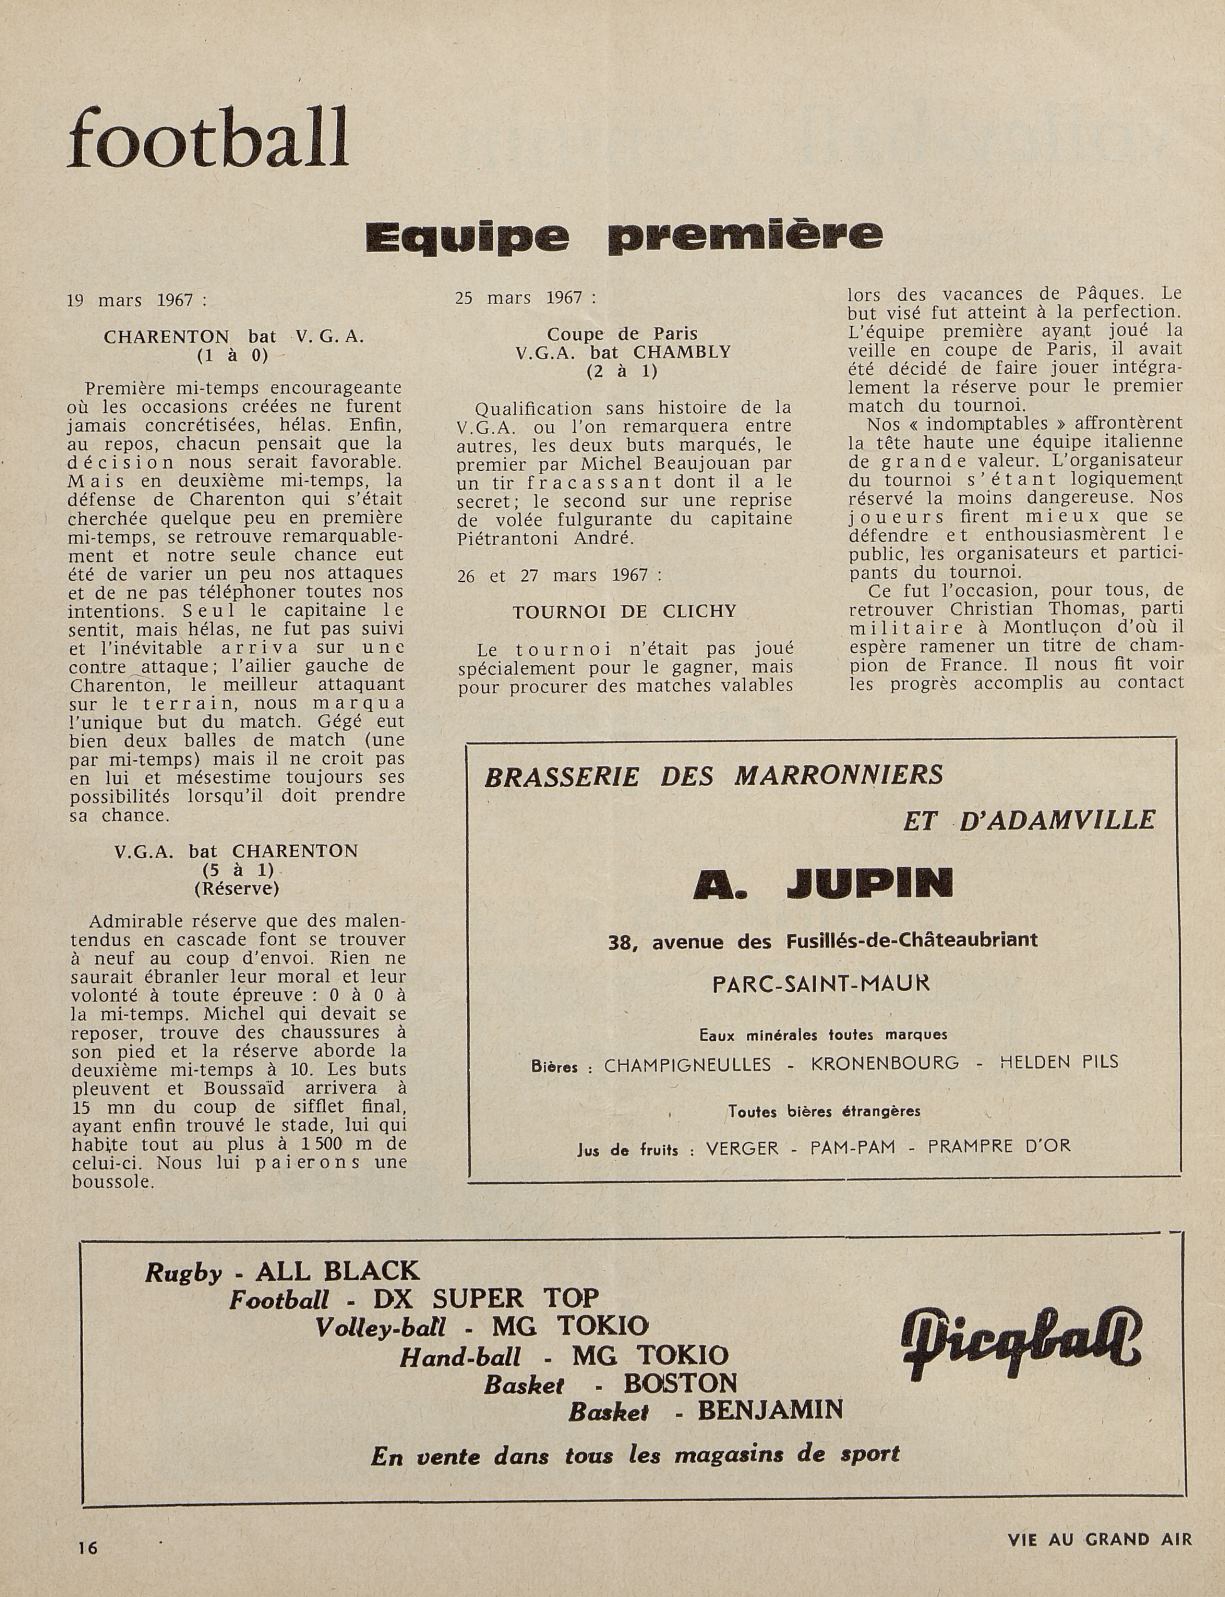 football
Equipe première
19 mars 1967 :
CHARENTON bat V. G. A.
(1 à 0)
Première mi-temps encourageante
où les occasions créées ne furent
jamais concrétisées, hélas. Enfin,
au repos, chacun pensait que la
décision nous serait favorable.
Mais en deuxième mi-temps, la
défense de Charenton qui s'était
cherchée quelque peu en première
mi-temps, se retrouve remarquable-
ment et notre seule chance eut
été de varier un peu nos attaques
et de ne pas téléphoner toutes nos
intentions. Seul le capitaine le
sentit, mais hélas, ne fut pas suivi
et l'inévitable arriva sur une
contre attaque ; l'ailier gauche de
Charenton, le meilleur attaquant
sur le terrain, nous marqua
l'unique but du match. Gégé eut
bien deux balles de match (une
par mi-temps) mais il ne croit pas
en lui et mésestime toujours ses
possibilités lorsqu'il doit prendre
sa chance.
V.G.A. bat CHARENTON
(5 à 1)
(Réserve)
Admirable réserve que des malen-
tendus en cascade font se trouver
à neuf au coup d'envoi. Rien ne
saurait ébranler leur moral et leur
volonté à toute épreuve : 0 à 0 à
la mi-temps. Michel qui devait se
reposer, trouve des chaussures à
son pied et la réserve aborde la
deuxième mi-temps à 10. Les buts
pleuvent et Boussaïd arrivera à
15 mn du coup de sifflet final,
ayant enfin trouvé le stade, lui qui
habite tout au plus à 1 500 m de
celui-ci. Nous lui paierons une
boussole.
25 mars 1967 :
Coupe de Paris
V.G.A. bat CHAMBLY
(2 à 1)
Qualification sans histoire de la
V.G.A. ou l'on remarquera entre
autres, les deux buts marqués, le
premier par Michel Beaujouan par
un tir fracassant dont il a le
secret ; le second sur une reprise
de volée fulgurante du capitaine
Piétrantoni André.
26 et 27 mars 1967 :
TOURNOI DE CLICHY
Le tournoi n'était pas joué
spécialement pour le gagner, mais
pour procurer des matches valables
lors des vacances de Pâques. Le
but visé fut atteint à la perfection.
L'équipe première ayant joué la
veille en coupe de Paris, il avait
été décidé de faire jouer intégra-
lement la réserve pour le premier
match du tournoi.
Nos « indomptables » affrontèrent
la tête haute une équipe italienne
de grande valeur. L'organisateur
du tournoi s'étant logiquement
réservé la moins dangereuse. Nos
joueurs firent mieux que se
défendre et enthousiasmèrent le
public, les organisateurs et partici-
pants du tournoi.
Ce fut l'occasion, pour tous, de
retrouver Christian Thomas, parti
militaire à Montluçon d'où il
espère ramener un titre de cham-
pion de France. Il nous fit voir
les progrès accomplis au contact
BRASSERIE DES MARRONNIERS
ET D'ADAMVILLE
A. JUPIN
38, avenue des Fusillés-de-Châteaubriant
PARC-SAINT-MAUR
Eaux minérales toutes marques
Bières : CHAMPIGNEULLES - KRONENBOURG - HELDEN PILS
Toutes bières étrangères
Jus de fruits : VERGER - PAM-PAM - PRAMPRE D'OR
Rugby - ALL BLACK
Football - DX SUPER TOP
Volley-ball - MG TOKIO
Hand-ball - MG TOKIO
Basket - BOSTON
Basket - BENJAMIN
Picqball
En vente dans tous les magasins de sport
16
VIE AU GRAND AIR